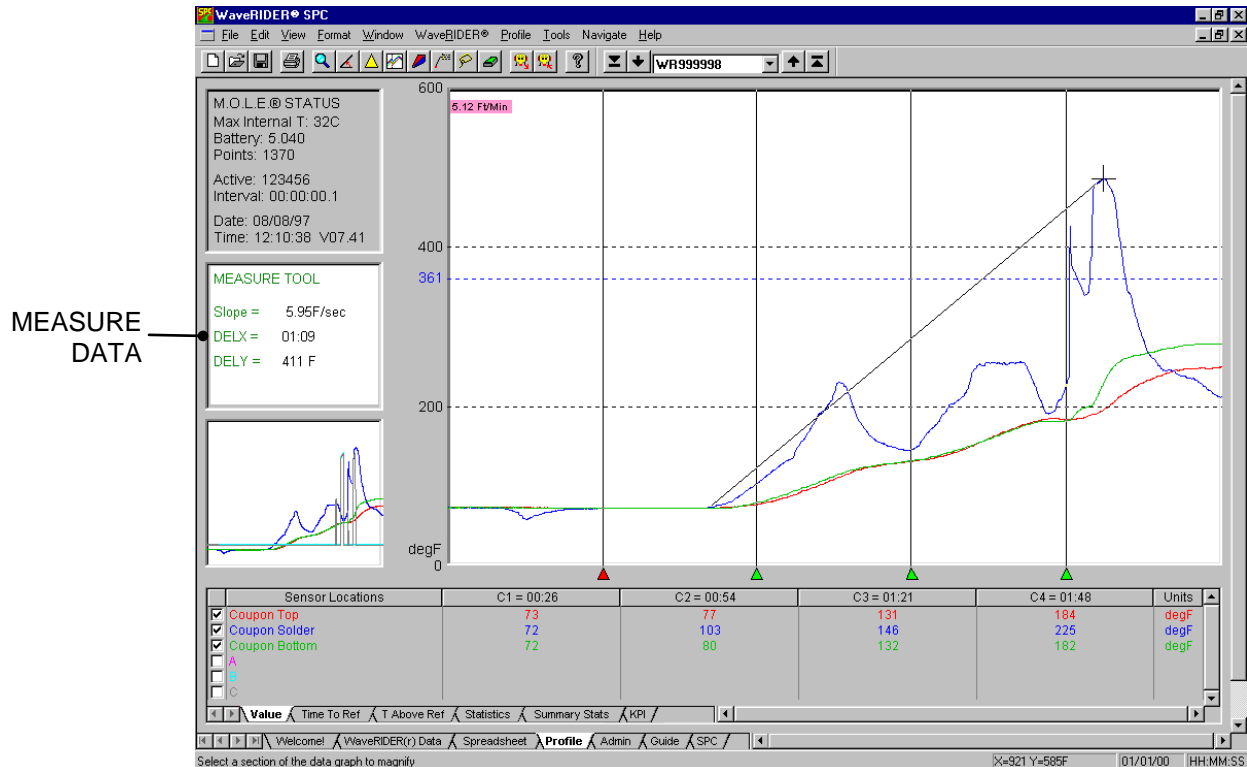 WaveRIDER® SPC
File Edit View Format Window WaveRIDER® Profile Tools Navigate Help
WR999998
M.O.L.E.® STATUS
Max Internal T: 32C
Battery: 5.040
Points: 1370
Active: 123456
Interval: 00:00:00.1
Date: 08/08/97
Time: 12:10:38 V07.41
MEASURE TOOL
Slope = 5.95F/sec
DELX = 01:09
DELY = 411 F
MEASURE
DATA
600
5.12 Ft/Min
400
361
200
degF
0
Sensor Locations C1 = 00:26 C2 = 00:54 C3 = 01:21 C4 = 01:48 Units
Coupon Top 73 77 131 184 degF
Coupon Solder 72 103 146 225 degF
Coupon Bottom 72 80 132 182 degF
A
B
C
Value Time To Ref T Above Ref Statistics Summary Stats KPI
Welcome! WaveRIDER(r) Data Spreadsheet Profile Admin Guide SPC
Select a section of the data graph to magnify X=921 Y=585F 01/01/00 HH:MM:SS